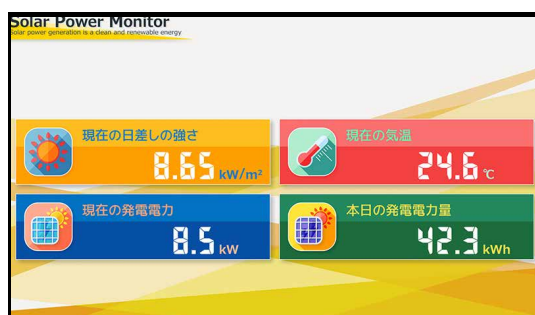 Solar Power Monitor
Solar power generation is a clean and renewable energy
現在の日差しの強さ
8.65 kW/m²
現在の気温
24.6 ℃
現在の発電電力
8.5 kW
本日の発電電力量
42.3 kWh